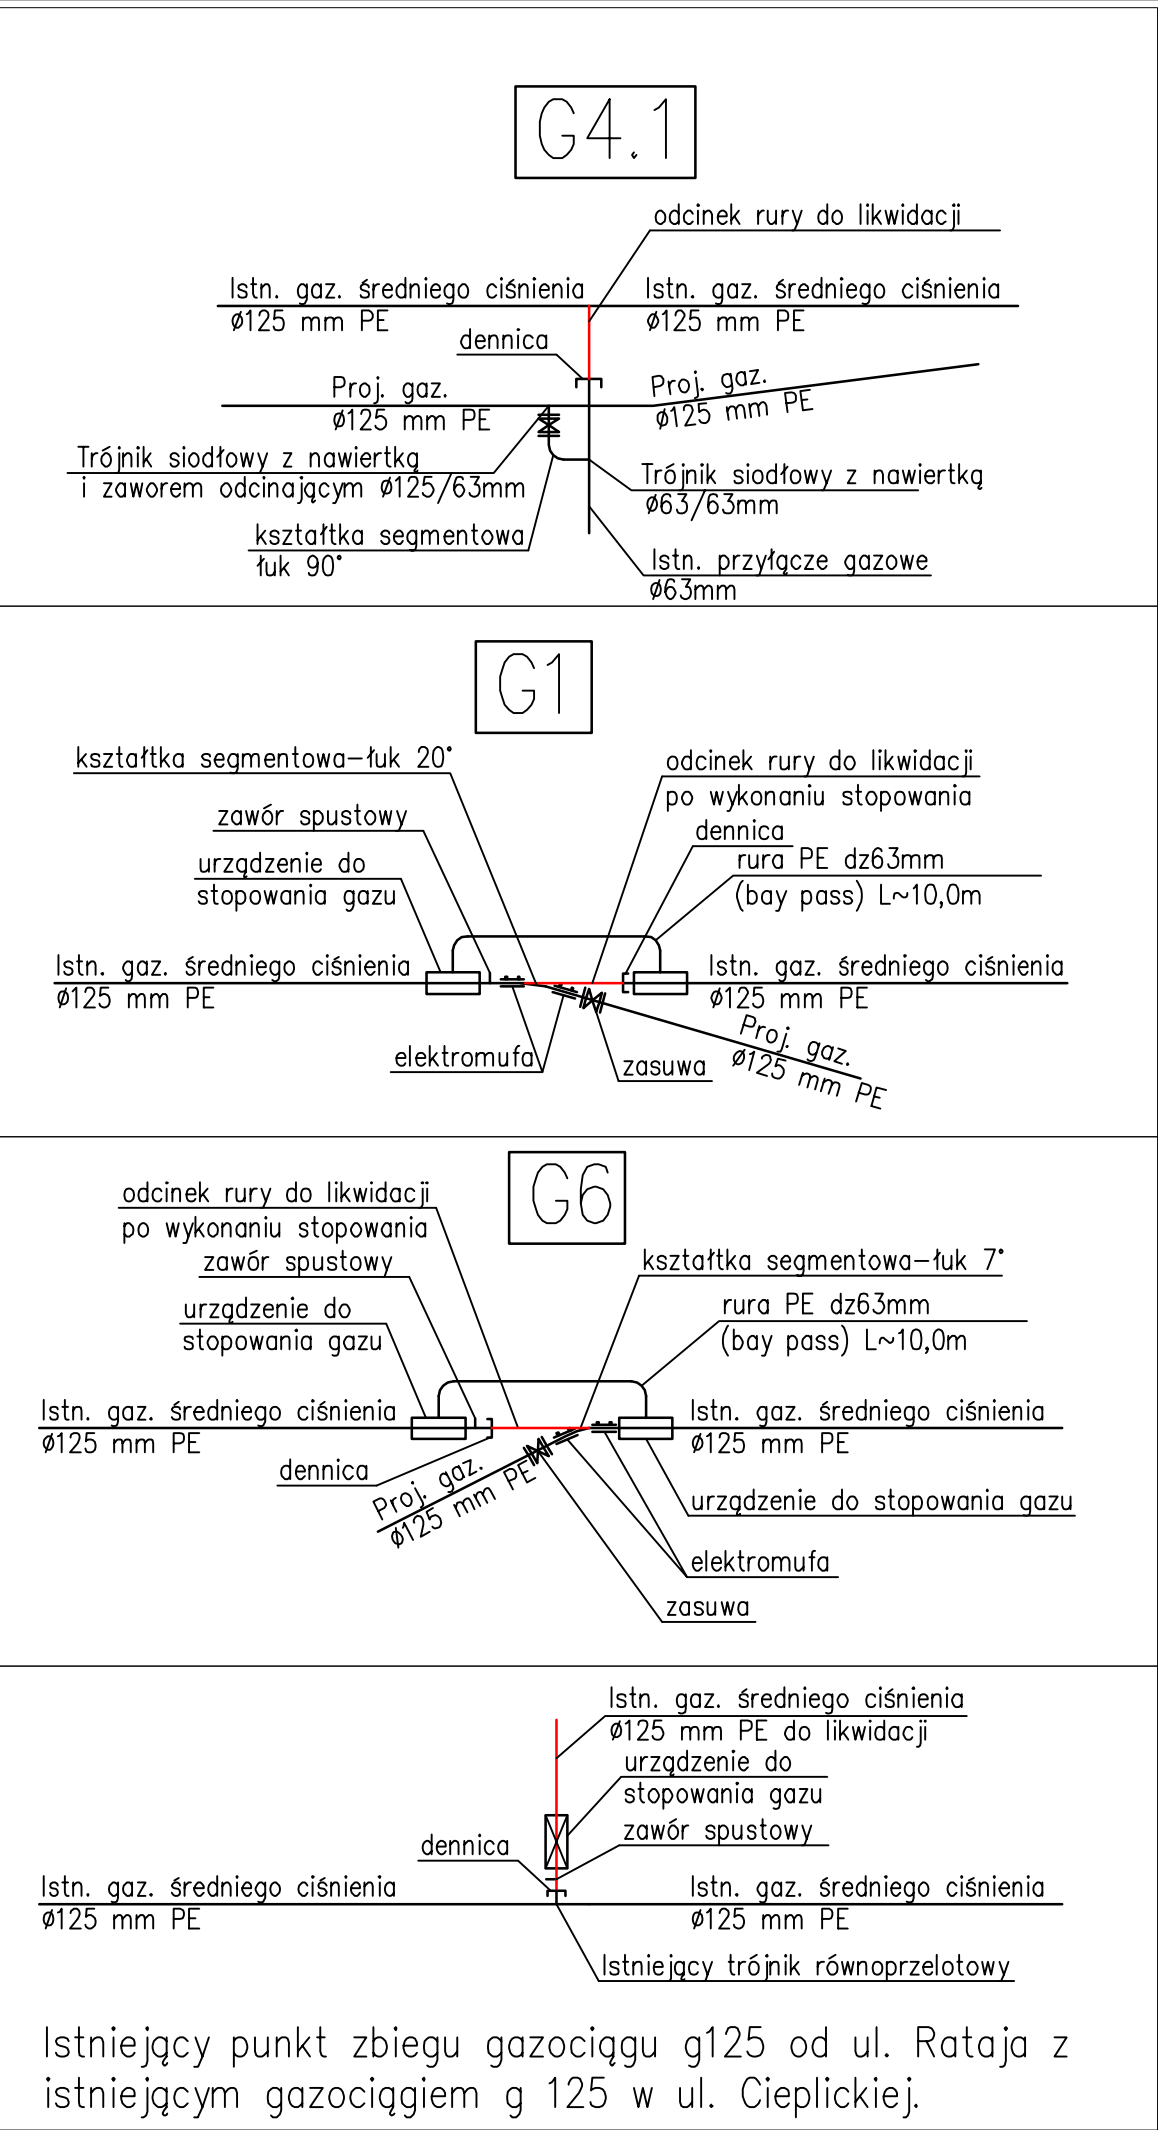 G4.1
odcinek rury do likwidacji
Istn. gaz. średniego ciśnienia
Ø125 mm PE
Istn. gaz. średniego ciśnienia
Ø125 mm PE
dennica
Proj. gaz.
Ø125 mm PE
Proj. gaz.
Ø125 mm PE
Trójnik siodłowy z nawiertką
i zaworem odcinającym Ø125/63mm
Trójnik siodłowy z nawiertką
Ø63/63mm
kształtka segmentowa
łuk 90°
Istn. przyłącze gazowe
Ø63mm
G1
kształtka segmentowa-łuk 20°
odcinek rury do likwidacji
po wykonaniu stopowania
zawór spustowy
dennica
urządzenie do
stopowania gazu
rura PE dz63mm
(bay pass) L~10,0m
Istn. gaz. średniego ciśnienia
Ø125 mm PE
Istn. gaz. średniego ciśnienia
Ø125 mm PE
Proj. gaz.
Ø125 mm PE
elektromufa
zasuwa
G6
odcinek rury do likwidacji
po wykonaniu stopowania
zawór spustowy
kształtka segmentowa-łuk 7°
urządzenie do
stopowania gazu
rura PE dz63mm
(bay pass) L~10,0m
Istn. gaz. średniego ciśnienia
Ø125 mm PE
Istn. gaz. średniego ciśnienia
Ø125 mm PE
dennica
Proj. gaz.
Ø125 mm PE
urządzenie do stopowania gazu
elektromufa
zasuwa
Istn. gaz. średniego ciśnienia
Ø125 mm PE do likwidacji
urządzenie do
stopowania gazu
zawór spustowy
dennica
Istn. gaz. średniego ciśnienia
Ø125 mm PE
Istn. gaz. średniego ciśnienia
Ø125 mm PE
Istniejący trójnik równoprzelotowy
Istniejący punkt zbiegu gazociągu g125 od ul. Rataja z
istniejącym gazociągiem g 125 w ul. Cieplickiej.